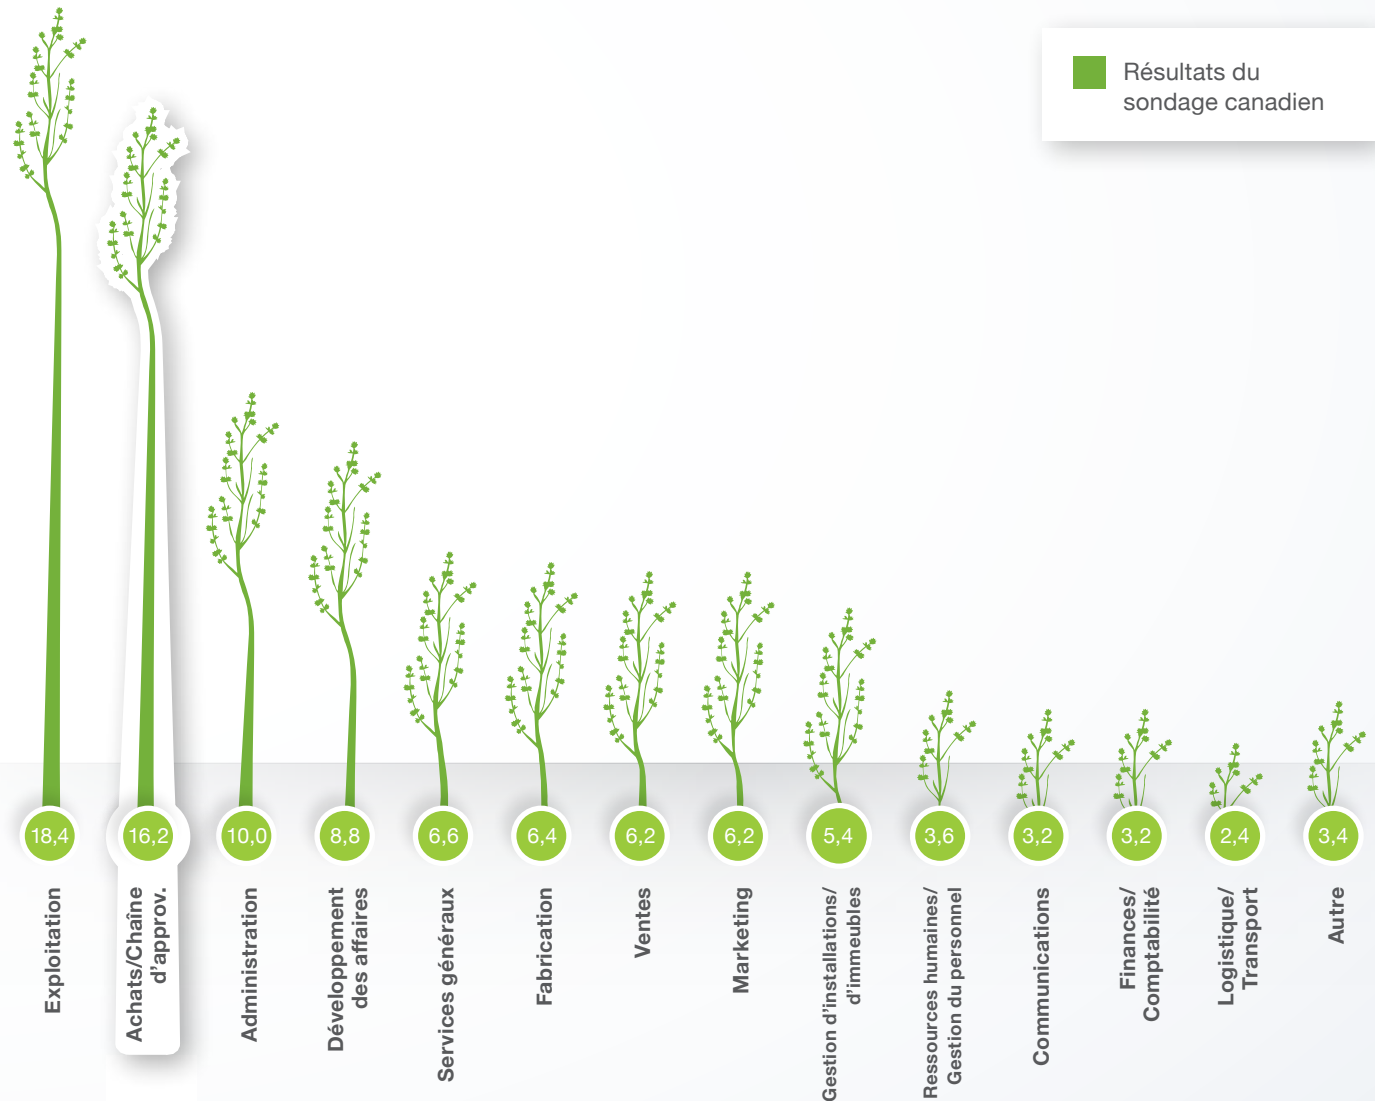 Résultats du
sondage canadien
18,4
16,2
10,0
8,8
6,6
6,4
6,2
6,2
5,4
3,6
3,2
3,2
2,4
3,4
Exploitation
Achats/Chaîne
d'approv.
Administration
Développement
des affaires
Services généraux
Fabrication
Ventes
Marketing
Gestion d'installations/
d'immeubles
Ressources humaines/
Gestion du personnel
Communications
Finances/
Comptabilité
Logistique/
Transport
Autre